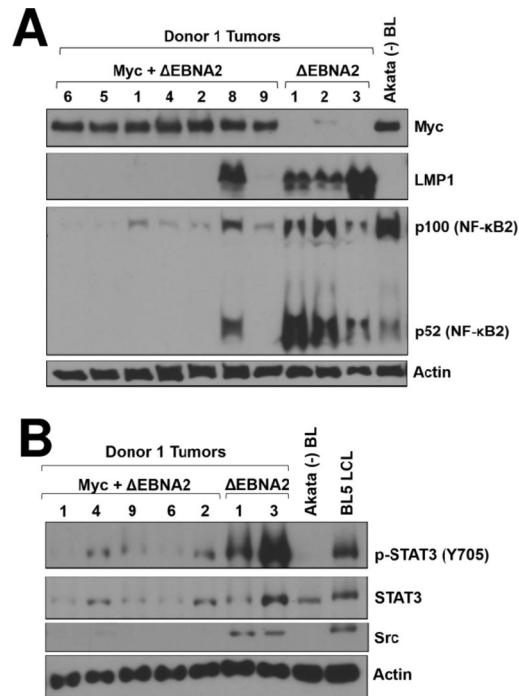 A
Donor 1 Tumors
Myc + ΔEBNA2
ΔEBNA2
Akata (-) BL
6 5 1 4 2 8 9 1 2 3
Myc
LMP1
p100 (NF-κB2)
p52 (NF-κB2)
Actin
B
Donor 1 Tumors
Myc + ΔEBNA2
ΔEBNA2
Akata (-) BL
BL5 LCL
1 4 9 6 2 1 3
p-STAT3 (Y705)
STAT3
Src
Actin